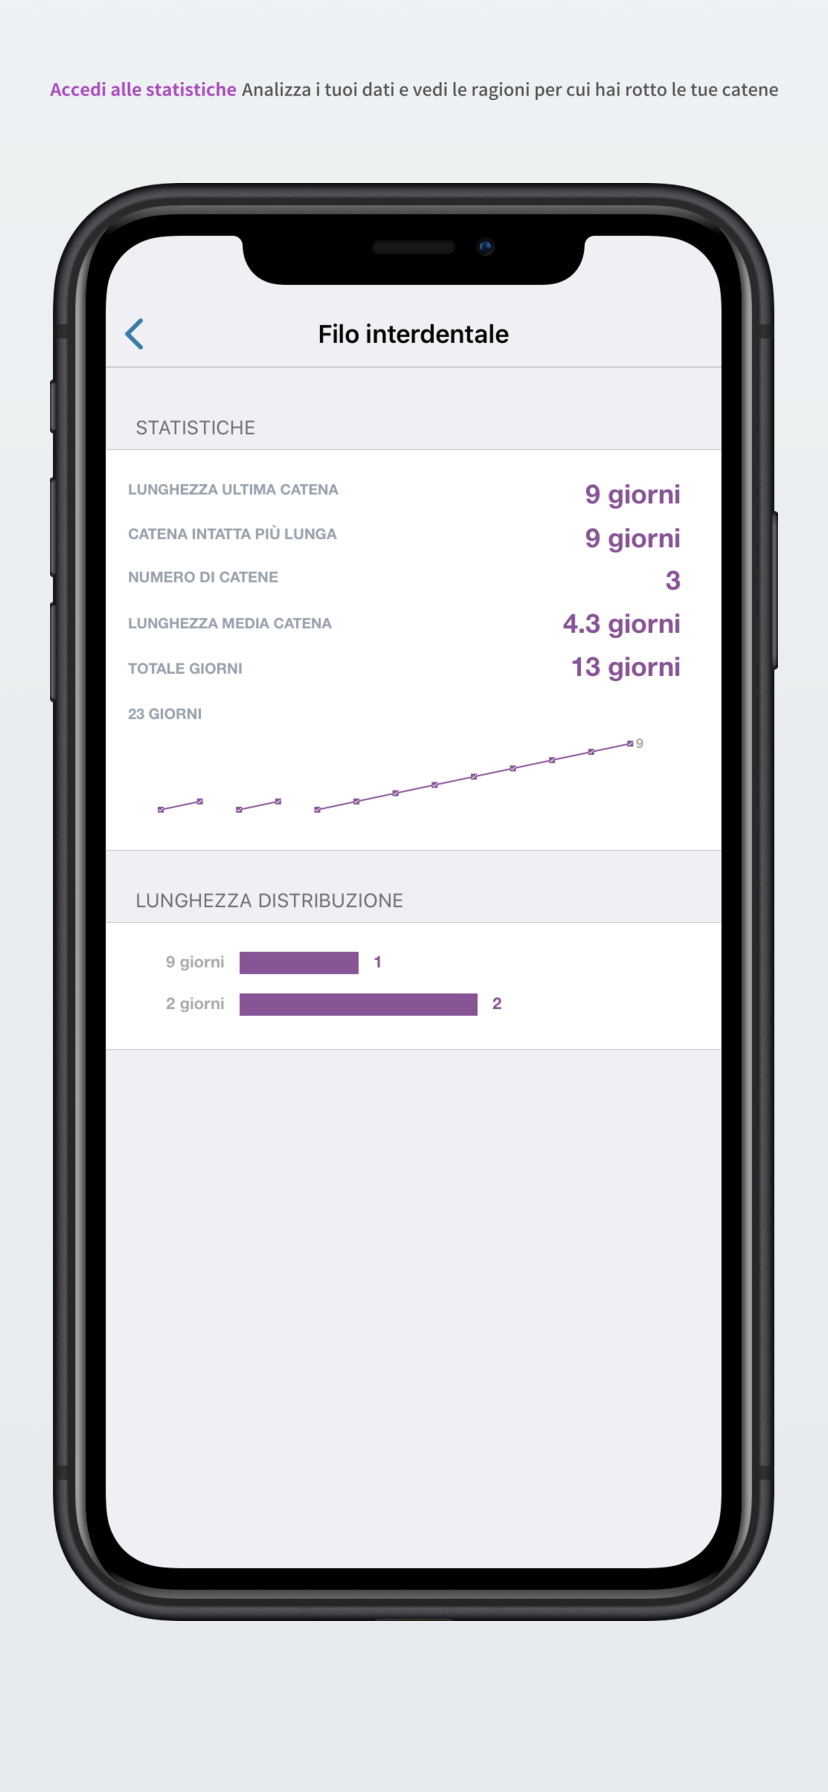 Accedi alle statistiche Analizza i tuoi dati e vedi le ragioni per cui hai rotto le tue catene
Filo interdentale
STATISTICHE
LUNGHEZZA ULTIMA CATENA 9 giorni
CATENA INTATTA PIÙ LUNGA 9 giorni
NUMERO DI CATENE 3
LUNGHEZZA MEDIA CATENA 4.3 giorni
TOTALE GIORNI 13 giorni
23 GIORNI
9
LUNGHEZZA DISTRIBUZIONE
9 giorni 1
2 giorni 2